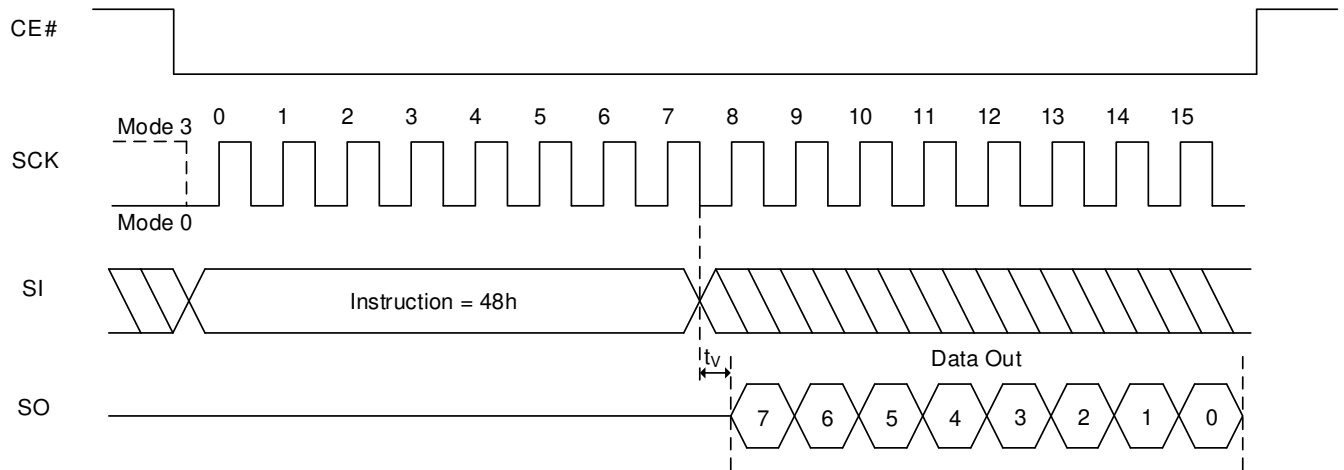 CE#
Mode 3
0 1 2 3 4 5 6 7 8 9 10 11 12 13 14 15
SCK
Mode 0
SI
Instruction = 48h
tV
Data Out
SO
7 6 5 4 3 2 1 0